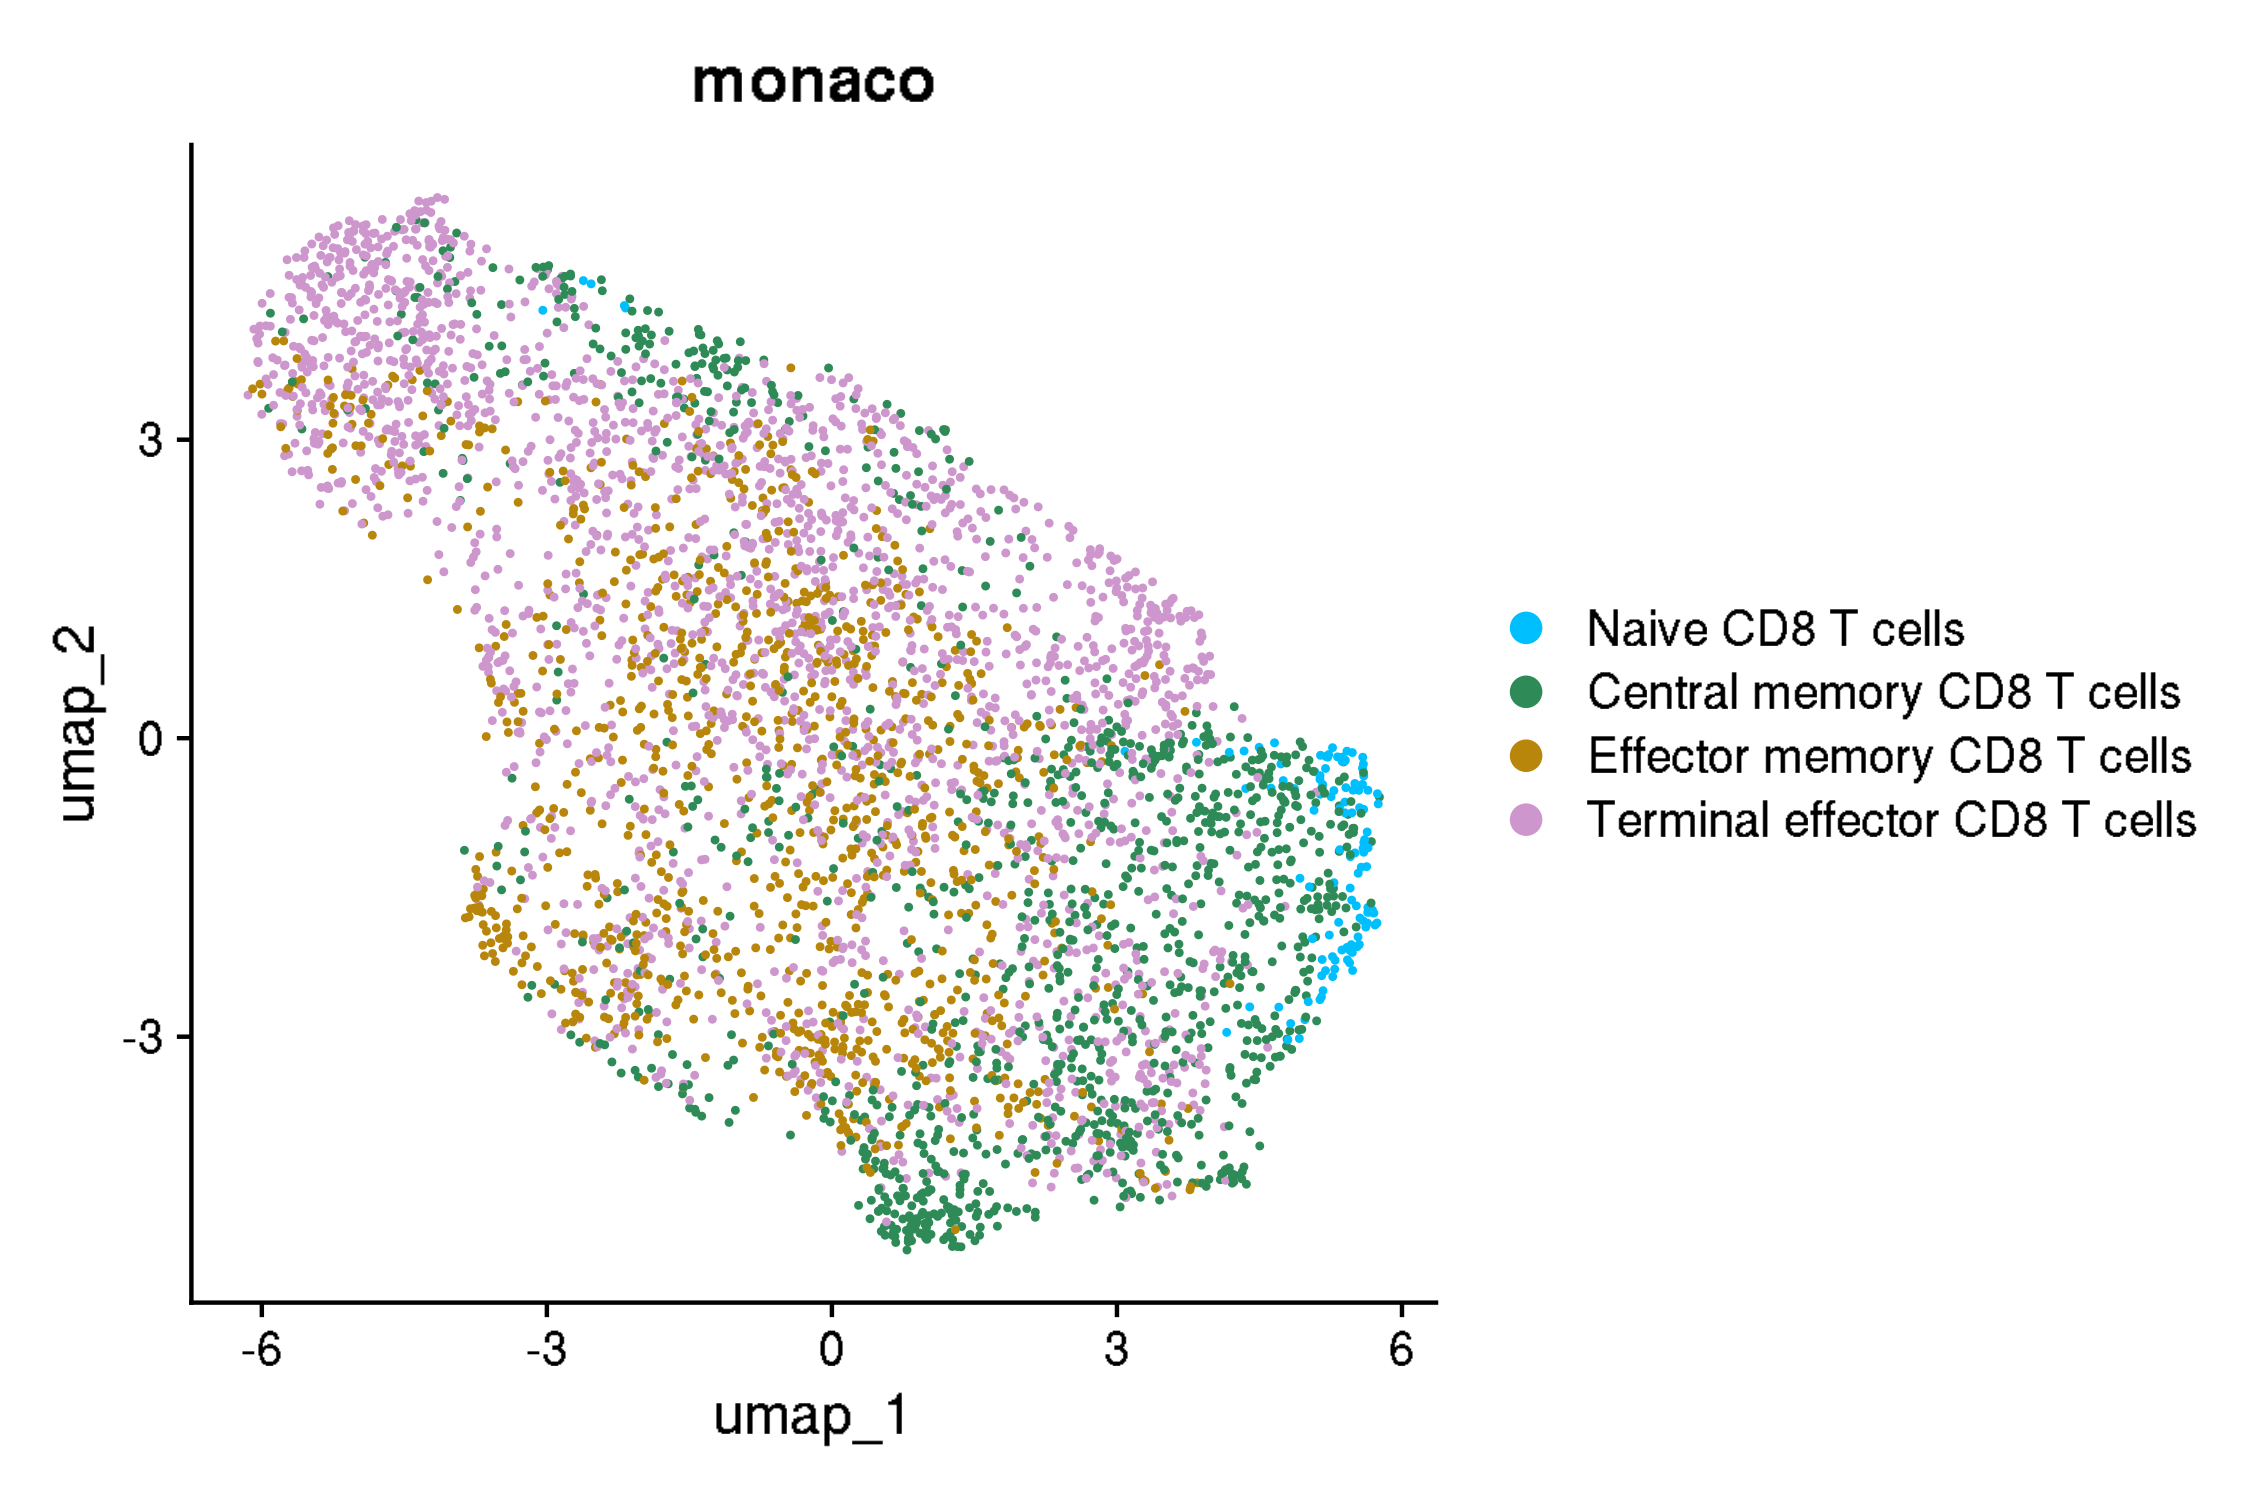 monaco
umap_2
3
0
-3
-6
-3
0
3
6
umap_1
Naive CD8 T cells
Central memory CD8 T cells
Effector memory CD8 T cells
Terminal effector CD8 T cells